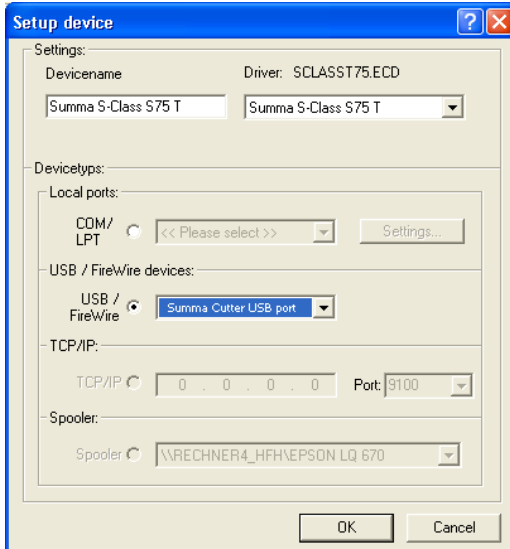 Setup device
Settings:
Devicename Driver: SCLASST75.ECD
Summa S-Class S75 T Summa S-Class S75 T
Devicetyps:
Local ports:
COM/
LPT << Please select >> Settings...
USB / FireWire devices:
USB /
FireWire Summa Cutter USB port
TCP/IP:
TCP/IP 0 . 0 . 0 . 0 Port: 9100
Spooler:
Spooler \\RECHNER4_HFH\EPSON LQ 670
OK Cancel